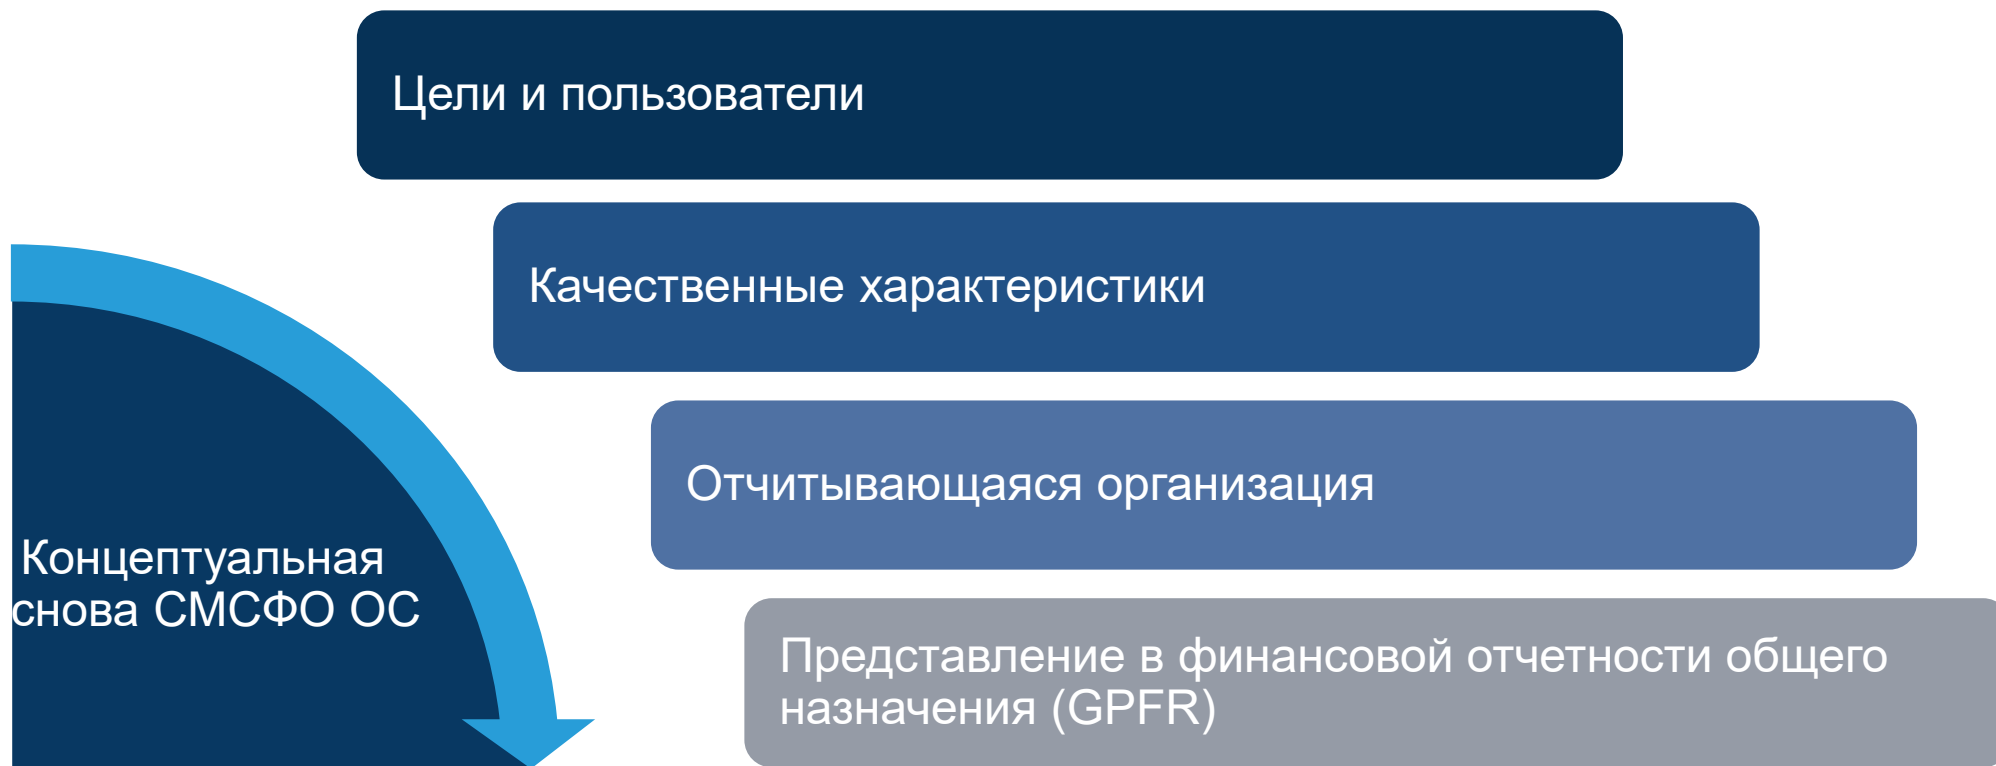 Цели и пользователи
Качественные характеристики
Отчитывающаяся организация
Концептуальная
снова СМСФО ОС
Представление в финансовой отчетности общего
назначения (GPFR)